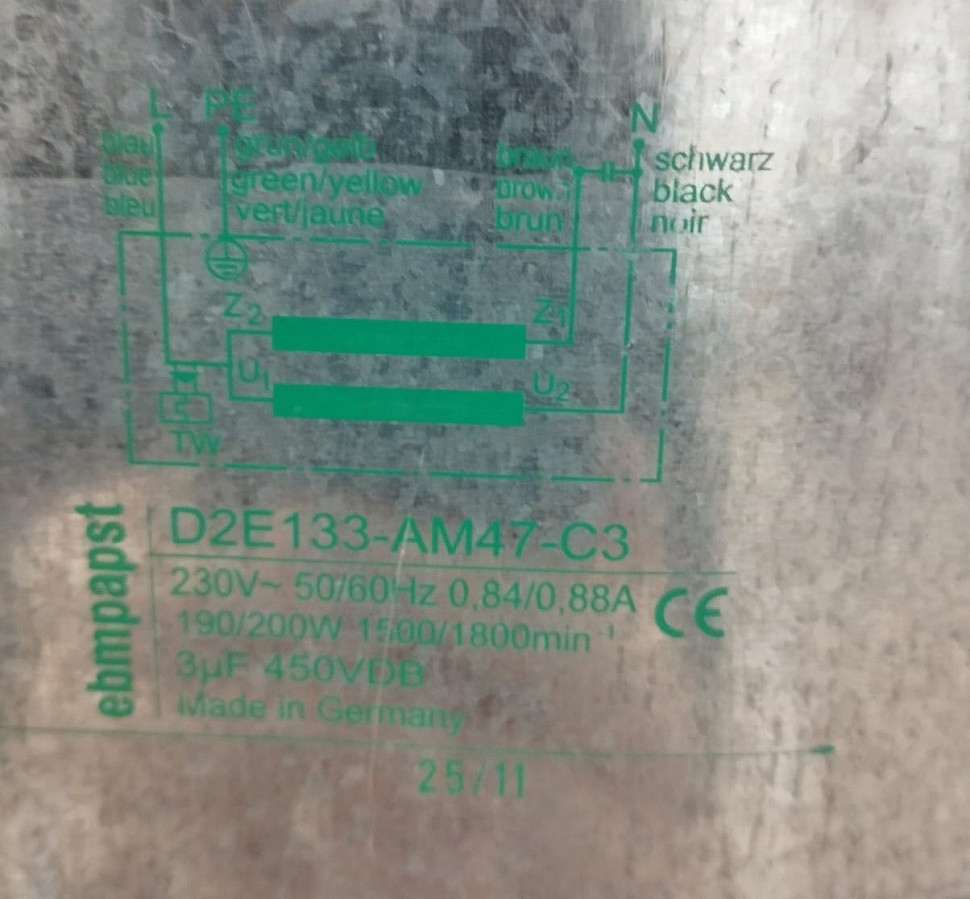 L PE N
blau grün/gelb braun schwarz
blue green/yellow brown black
bleu vert/jaune brun noir
Z2 Z1
U1 U2
TW
ebmpapst
D2E133-AM47-C3
230V~ 50/60Hz 0,84/0,88A CE
190/200W 1500/1800min⁻¹
3µF 450VDB
Made in Germany
25/11